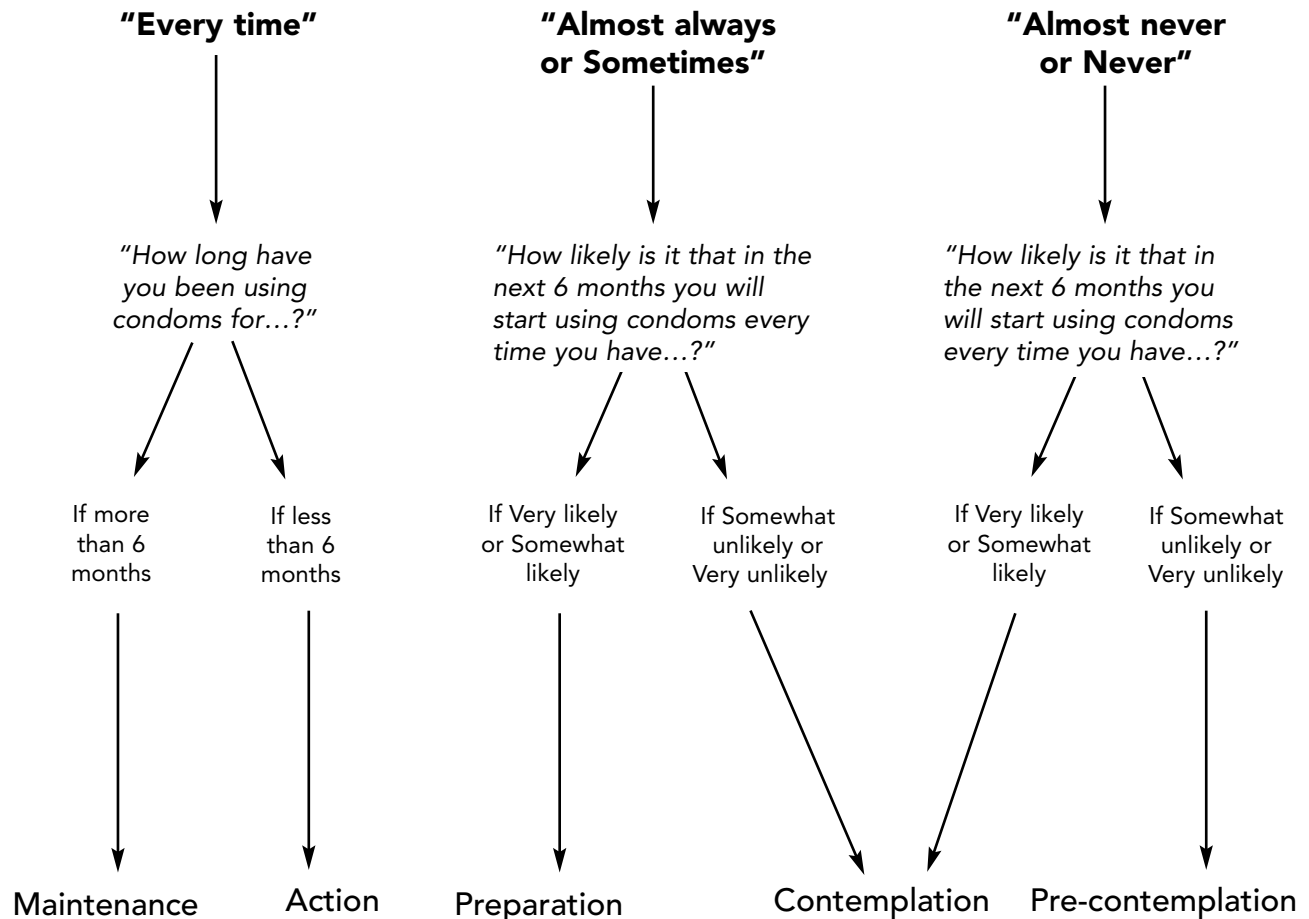 “Every time”
“Almost always
or Sometimes”
“Almost never
or Never”
“How long have
you been using
condoms for…?”
“How likely is it that in the
next 6 months you will
start using condoms every
time you have…?”
“How likely is it that in
the next 6 months you
will start using condoms
every time you have…?”
If more
than 6
months
If less
than 6
months
If Very likely
or Somewhat
likely
If Somewhat
unlikely or
Very unlikely
If Very likely
or Somewhat
likely
If Somewhat
unlikely or
Very unlikely
Maintenance
Action
Preparation
Contemplation
Pre-contemplation